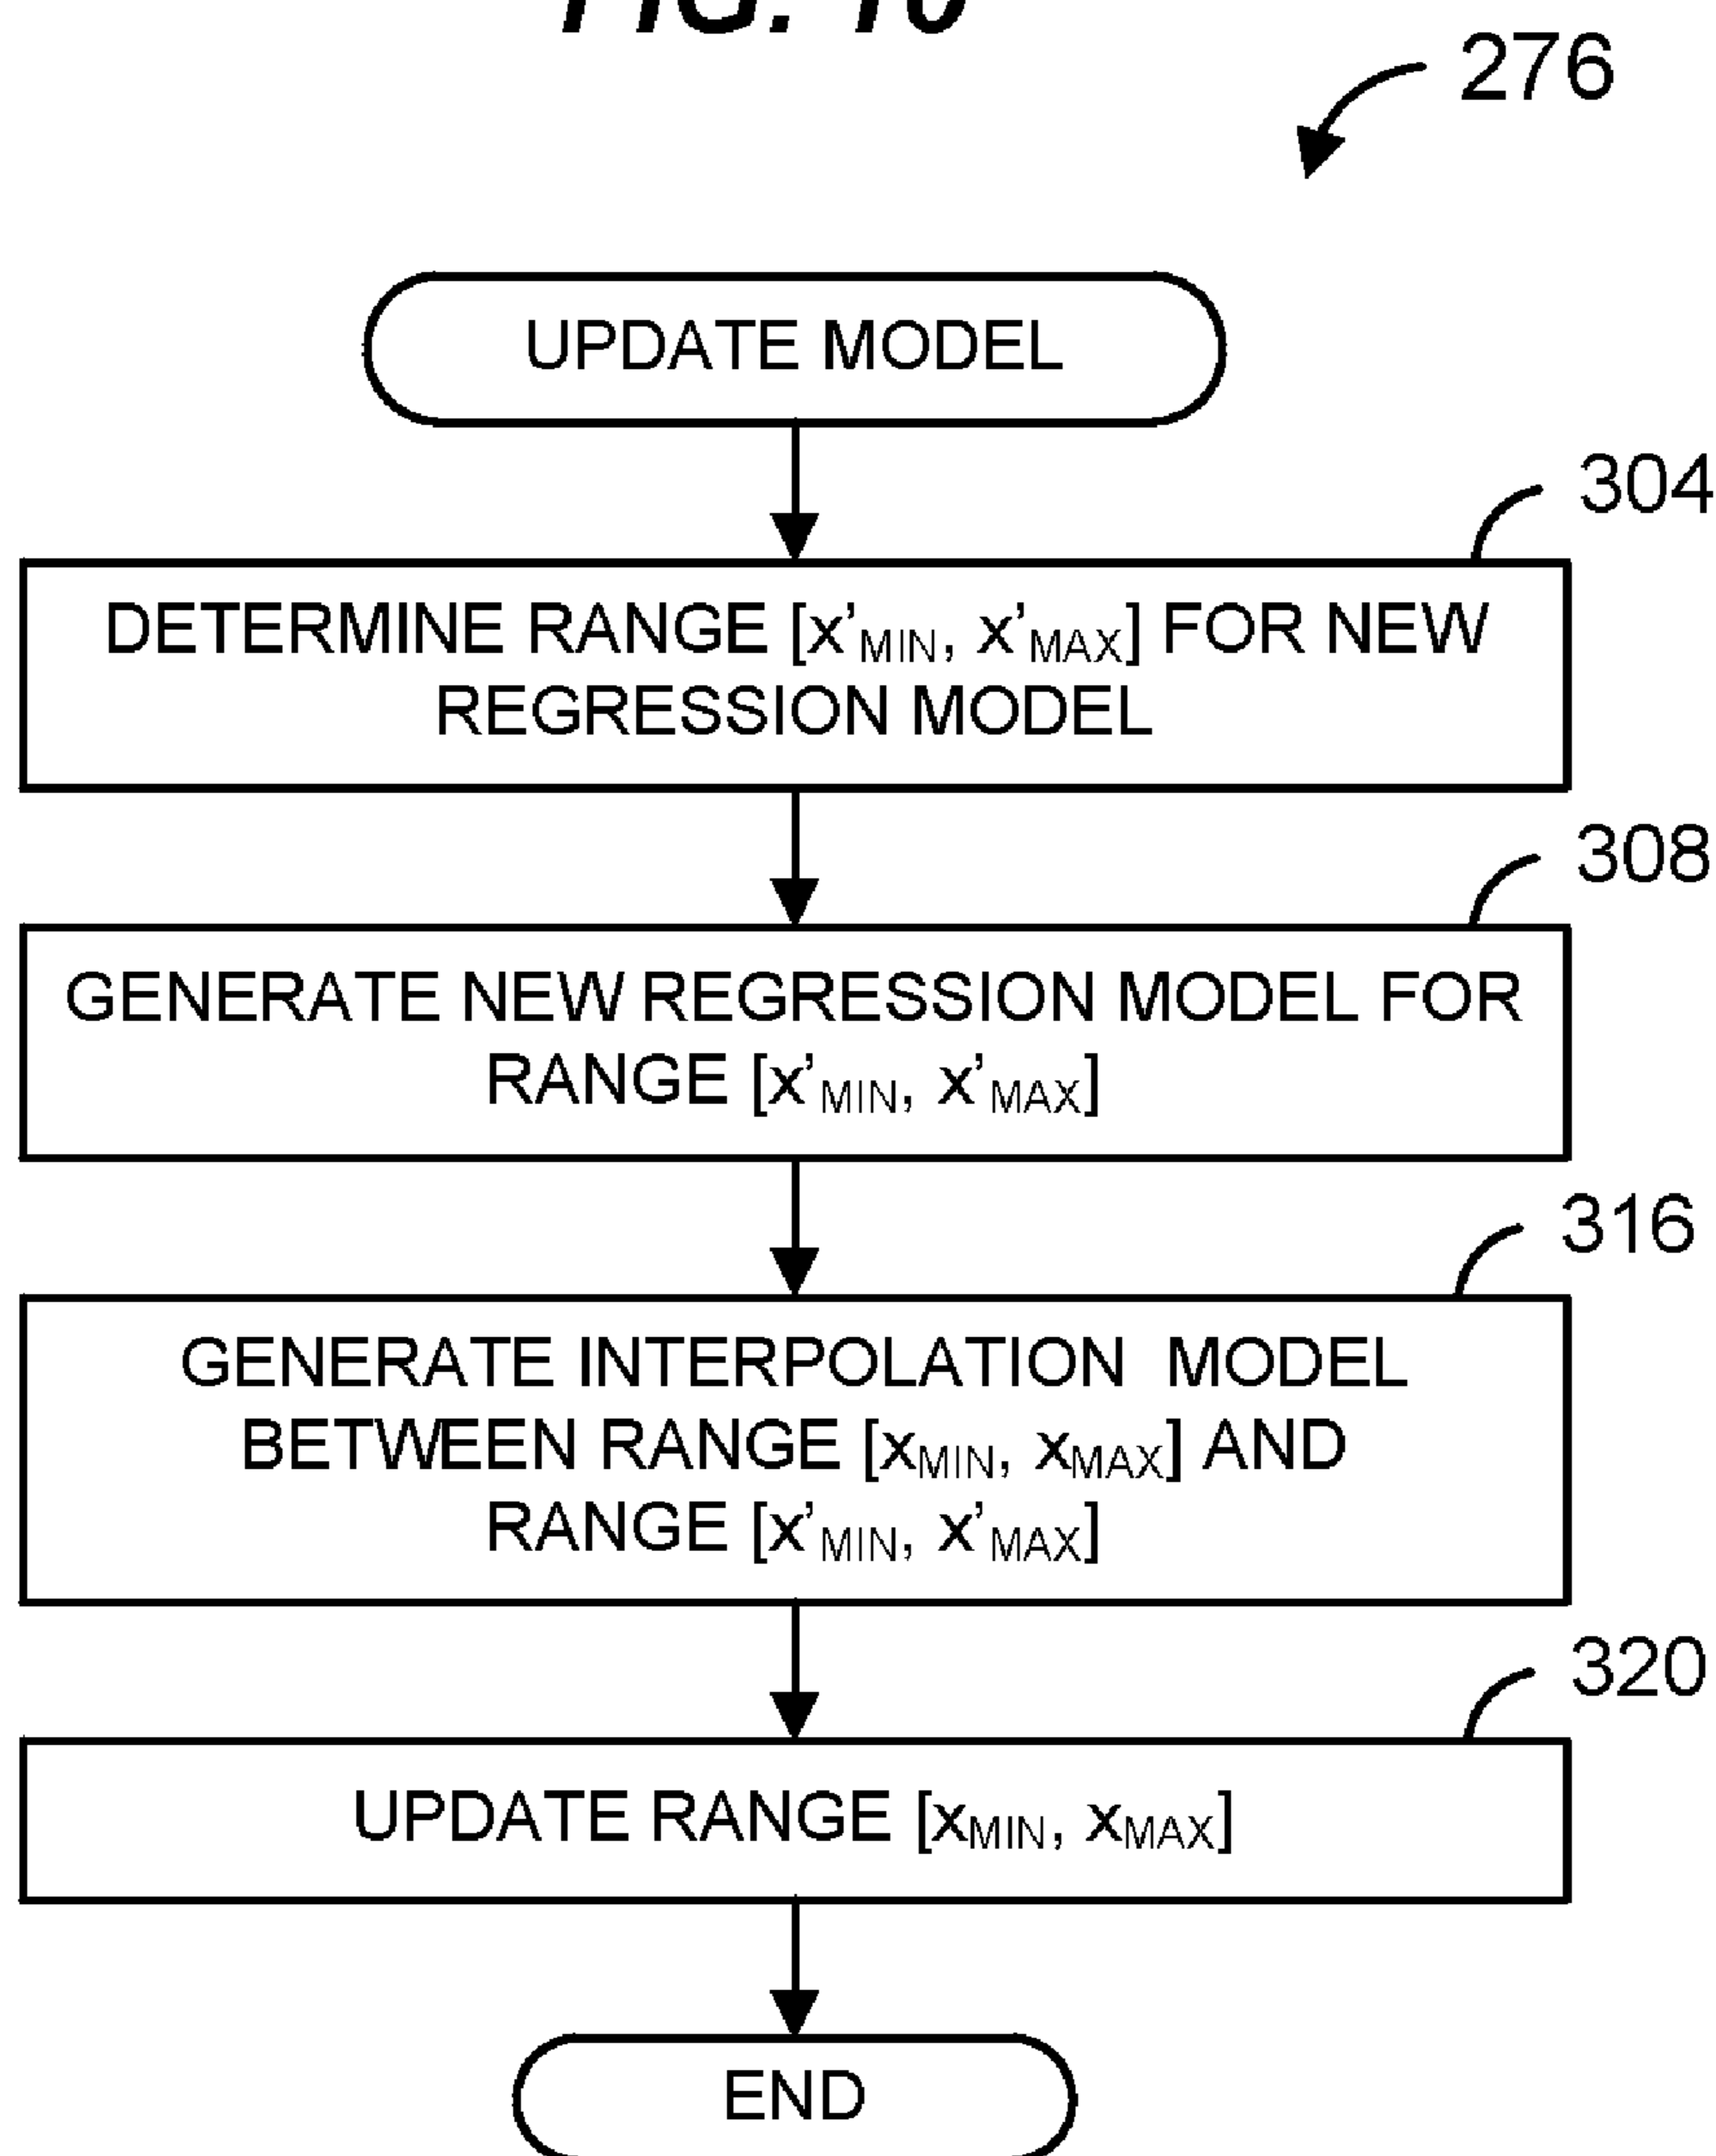 FIG. 10
276
UPDATE MODEL
304
DETERMINE RANGE [x'MIN, x'MAX] FOR NEW
REGRESSION MODEL
308
GENERATE NEW REGRESSION MODEL FOR
RANGE [x'MIN, x'MAX]
316
GENERATE INTERPOLATION MODEL
BETWEEN RANGE [xMIN, xMAX] AND
RANGE [x'MIN, x'MAX]
320
UPDATE RANGE [xMIN, xMAX]
END